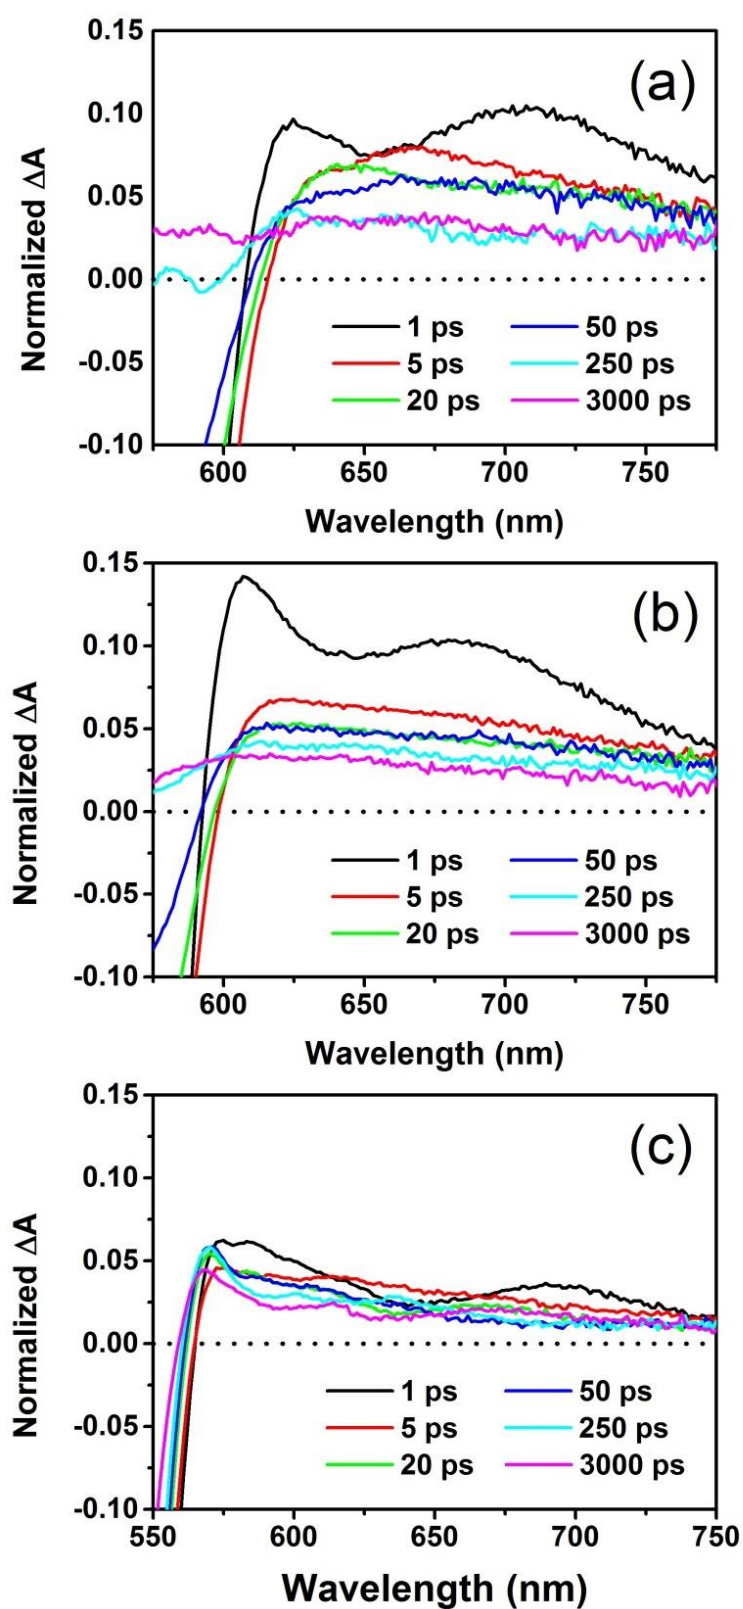 (a)
Normalized ΔA
0.15
0.10
0.05
0.00
-0.05
-0.10
1 ps 50 ps
5 ps 250 ps
20 ps 3000 ps
600 650 700 750
Wavelength (nm)
(b)
Normalized ΔA
0.15
0.10
0.05
0.00
-0.05
-0.10
1 ps 50 ps
5 ps 250 ps
20 ps 3000 ps
600 650 700 750
Wavelength (nm)
(c)
Normalized ΔA
0.15
0.10
0.05
0.00
-0.05
-0.10
1 ps 50 ps
5 ps 250 ps
20 ps 3000 ps
550 600 650 700 750
Wavelength (nm)